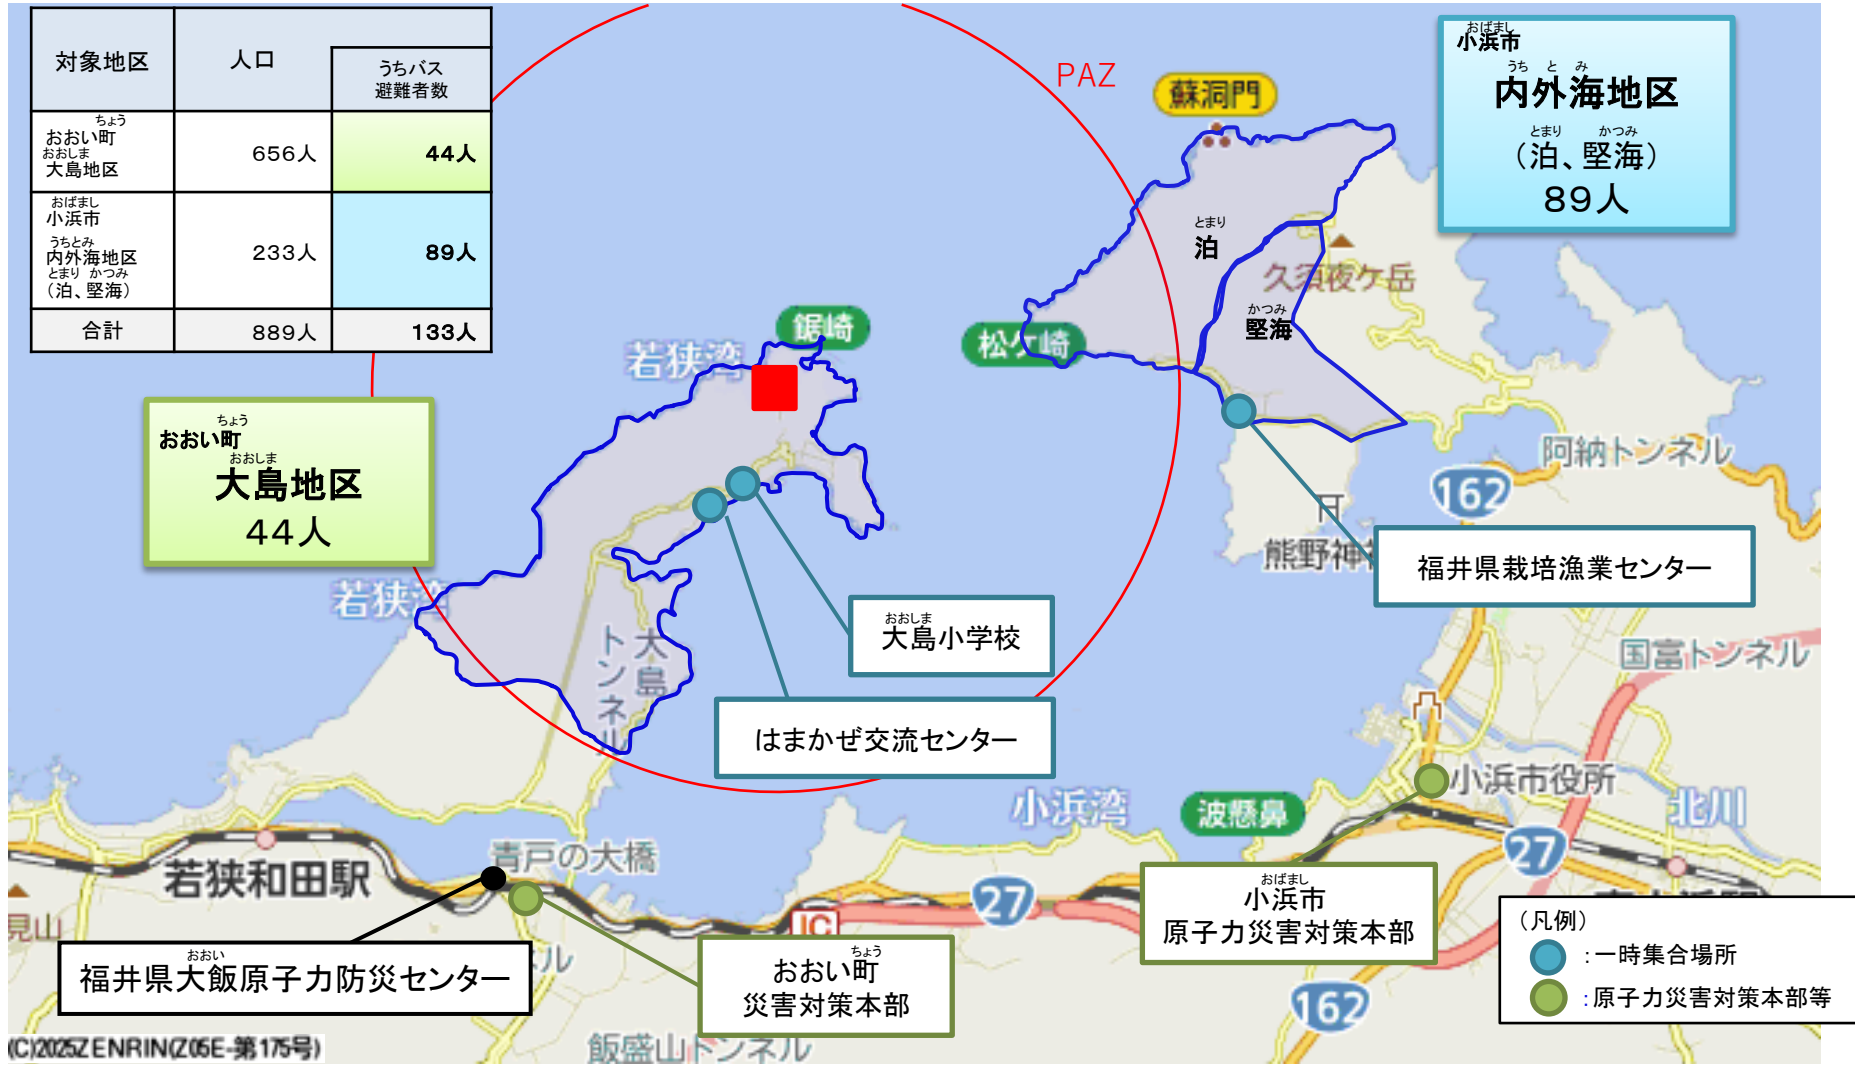 対象地区
人口
うちバス
避難者数
ちょう
おおい町
おおしま
大島地区
656人
44人
おばまし
小浜市
うちとみ
内外海地区
とまり かつみ
（泊、堅海）
233人
89人
合計
889人
133人
PAZ
蘇洞門
おばまし
小浜市
うち と み
内外海地区
とまり かつみ
（泊、堅海）
89人
とまり
泊
かつみ
堅海
久須夜ケ岳
鋸崎
松ケ崎
若狭湾
ちょう
おおい町
おおしま
大島地区
44人
若狭湾
阿納トンネル
162
熊野神
福井県栽培漁業センター
おおしま
大島小学校
大島
トンネル
はまかぜ交流センター
国富トンネル
小浜市役所
小浜湾
波懸鼻
北川
27
青戸の大橋
若狭和田駅
27
IC
見山
おばまし
小浜市
原子力災害対策本部
おおい
福井県大飯原子力防災センター
ル
ちょう
おおい町
災害対策本部
162
（凡例）
：一時集合場所
：原子力災害対策本部等
飯盛山トンネル
(C)2025ZENRIN(Z05E-第175号)